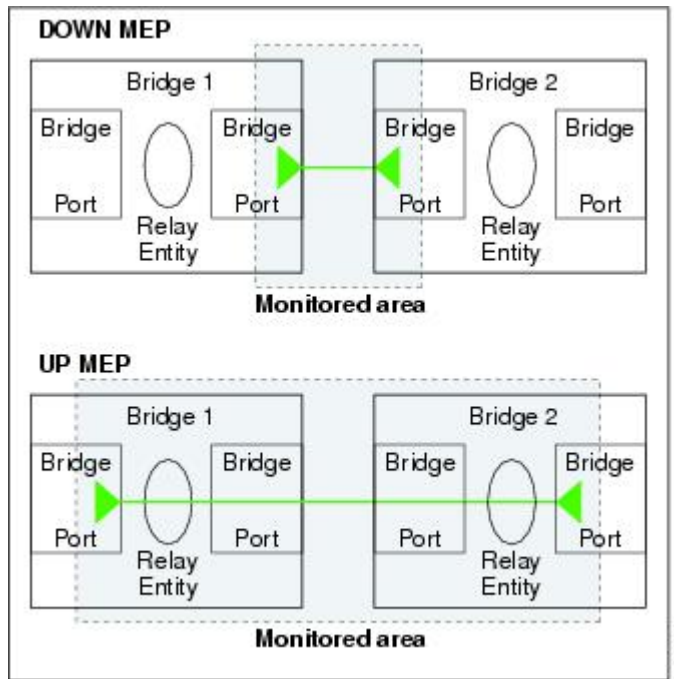 DOWN MEP
Bridge 1
Bridge 2
Bridge
Bridge
Bridge
Bridge
Port
Port
Port
Port
Relay
Entity
Relay
Entity
Monitored area
UP MEP
Bridge 1
Bridge 2
Bridge
Bridge
Bridge
Bridge
Port
Port
Port
Port
Relay
Entity
Relay
Entity
Monitored area